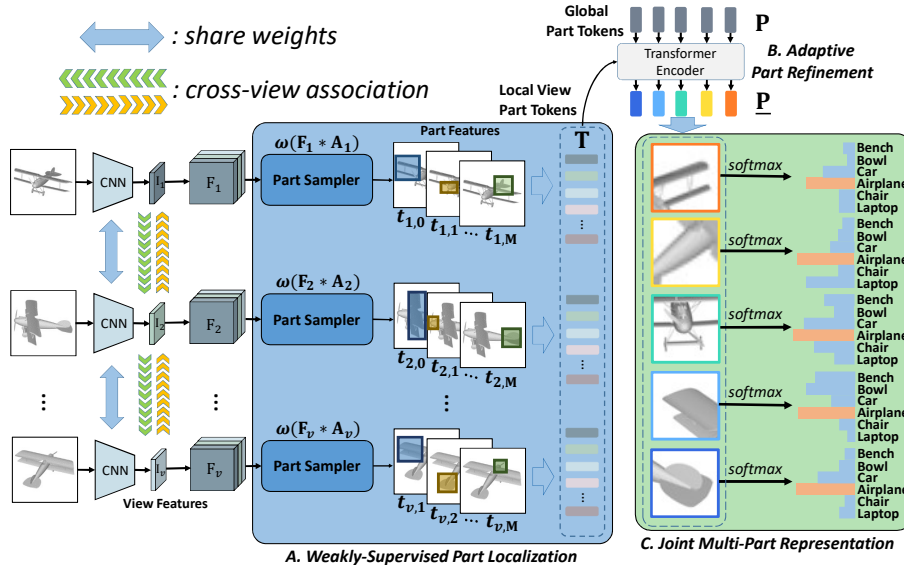 : share weights
: cross-view association
Global
Part Tokens
P
Transformer
Encoder
B. Adaptive
Part Refinement
Local View
Part Tokens
P
CNN
I1
F1
ω(F1 * A1)
Part Sampler
Part Features
t1,0
t1,1
...
t1,M
T
⋮
CNN
I2
F2
ω(F2 * A2)
Part Sampler
t2,0
t2,1
...
t2,M
⋮
⋮
⋮
⋮
⋮
CNN
Iv
Fv
ω(Fv * Av)
Part Sampler
tv,1
tv,2
...
tv,M
⋮
View Features
A. Weakly-Supervised Part Localization
softmax
Bench
Bowl
Car
Airplane
Chair
Laptop
softmax
Bench
Bowl
Car
Airplane
Chair
Laptop
softmax
Bench
Bowl
Car
Airplane
Chair
Laptop
softmax
Bench
Bowl
Car
Airplane
Chair
Laptop
softmax
Bench
Bowl
Car
Airplane
Chair
Laptop
C. Joint Multi-Part Representation